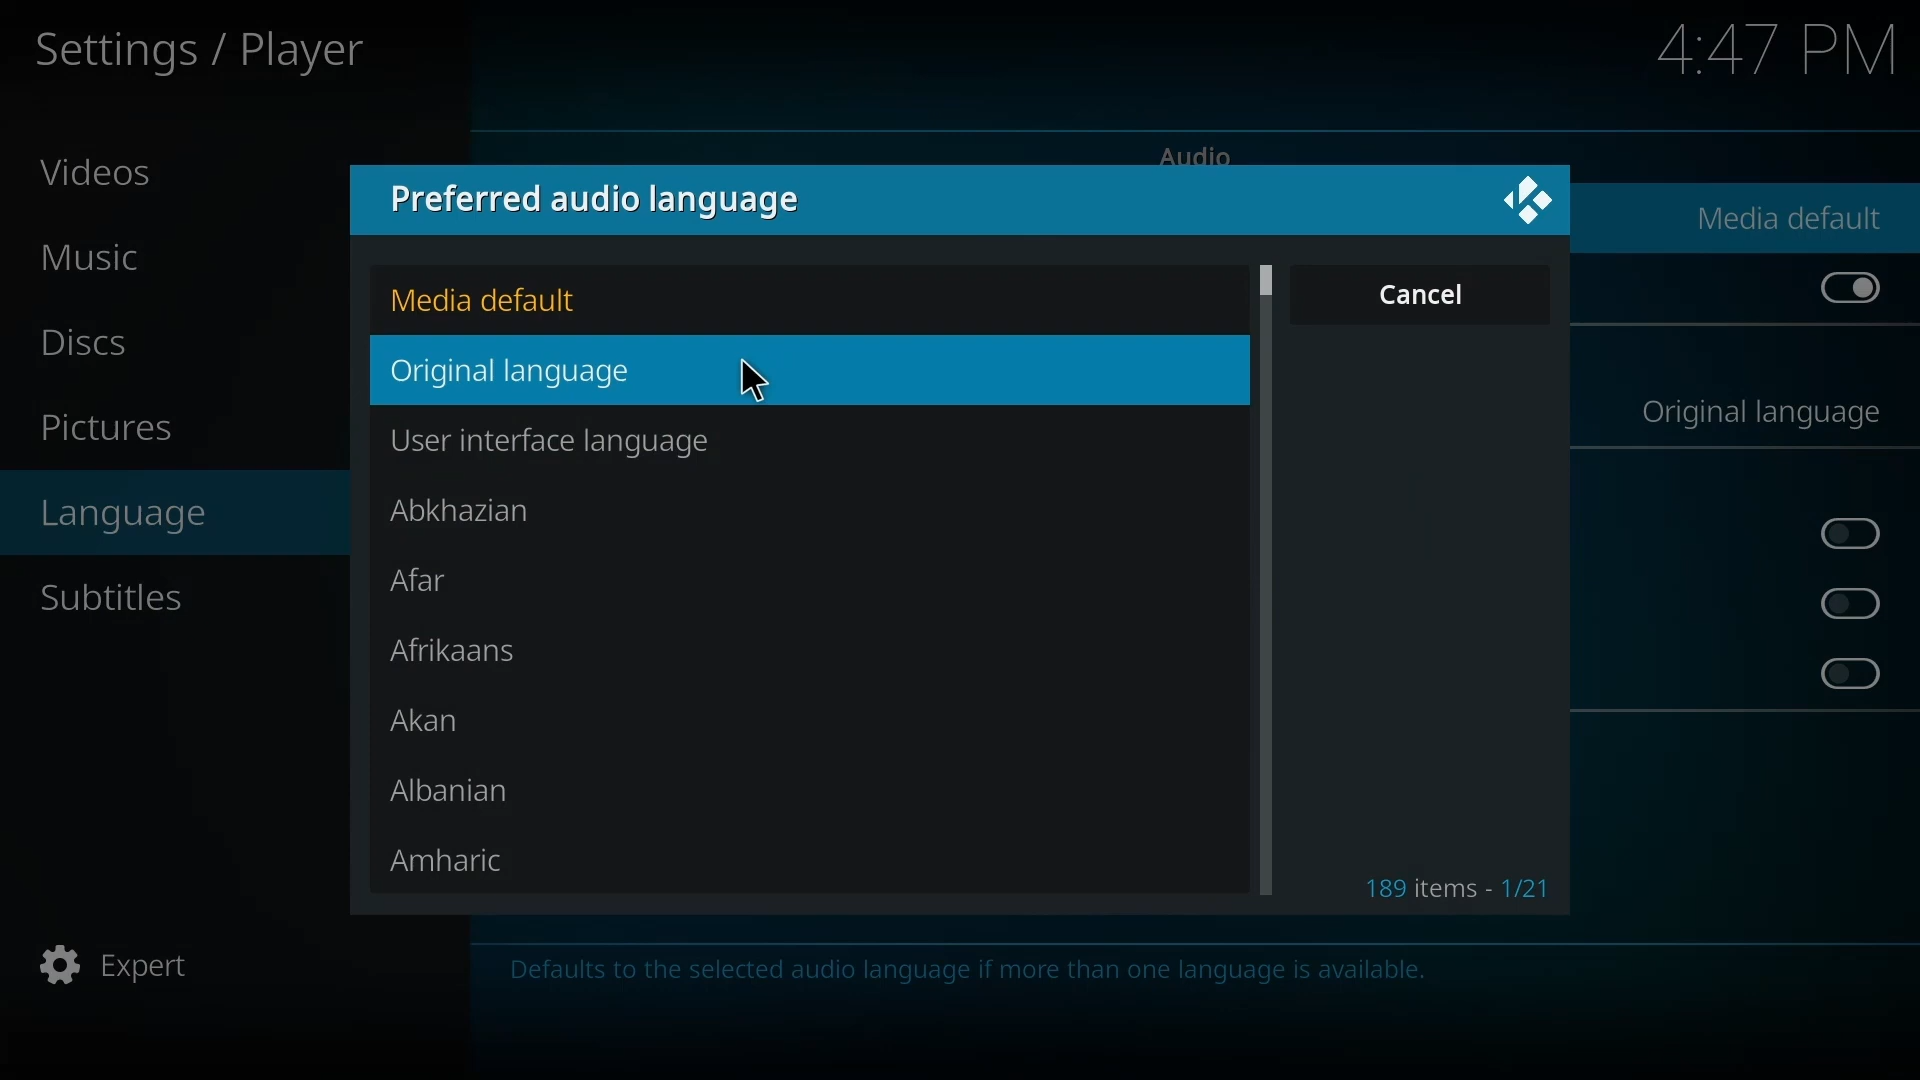 Settings / Player
4:47 PM
Videos
Music
Discs
Pictures
Language
Subtitles
Expert
Audio
Preferred audio language
Media default
Original language
User interface language
Abkhazian
Afar
Afrikaans
Akan
Albanian
Amharic
Cancel
189 items - 1/21
Media default
Original language
Defaults to the selected audio language if more than one language is available.